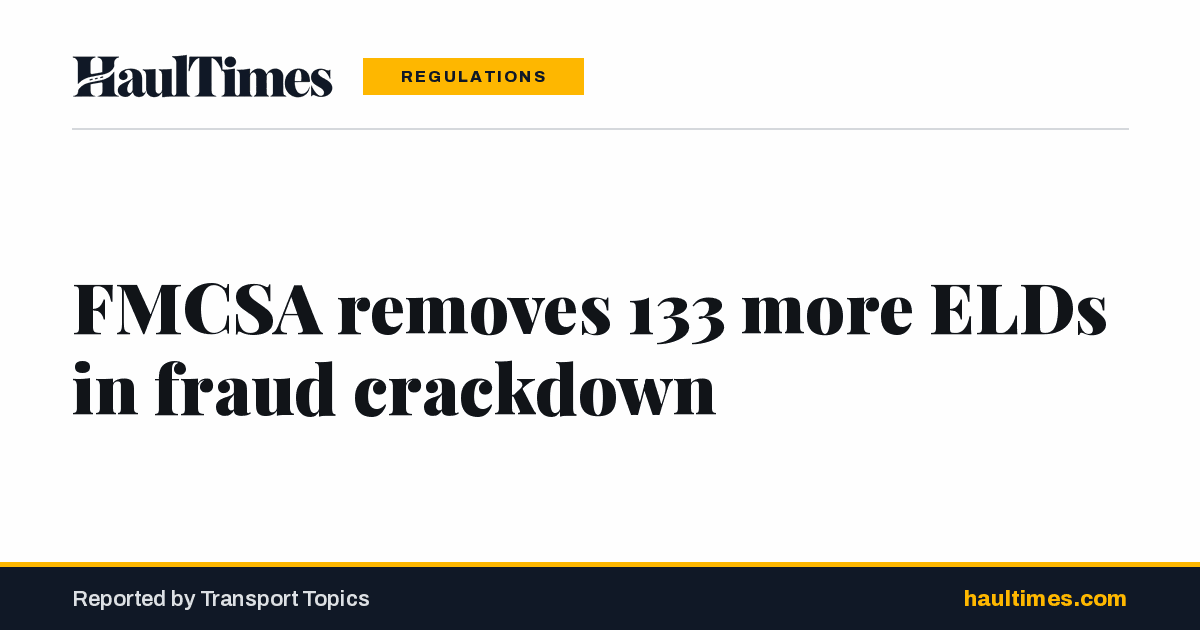 HaulTimes
REGULATIONS
FMCSA removes 133 more ELDs
in fraud crackdown
Reported by Transport Topics
haultimes.com